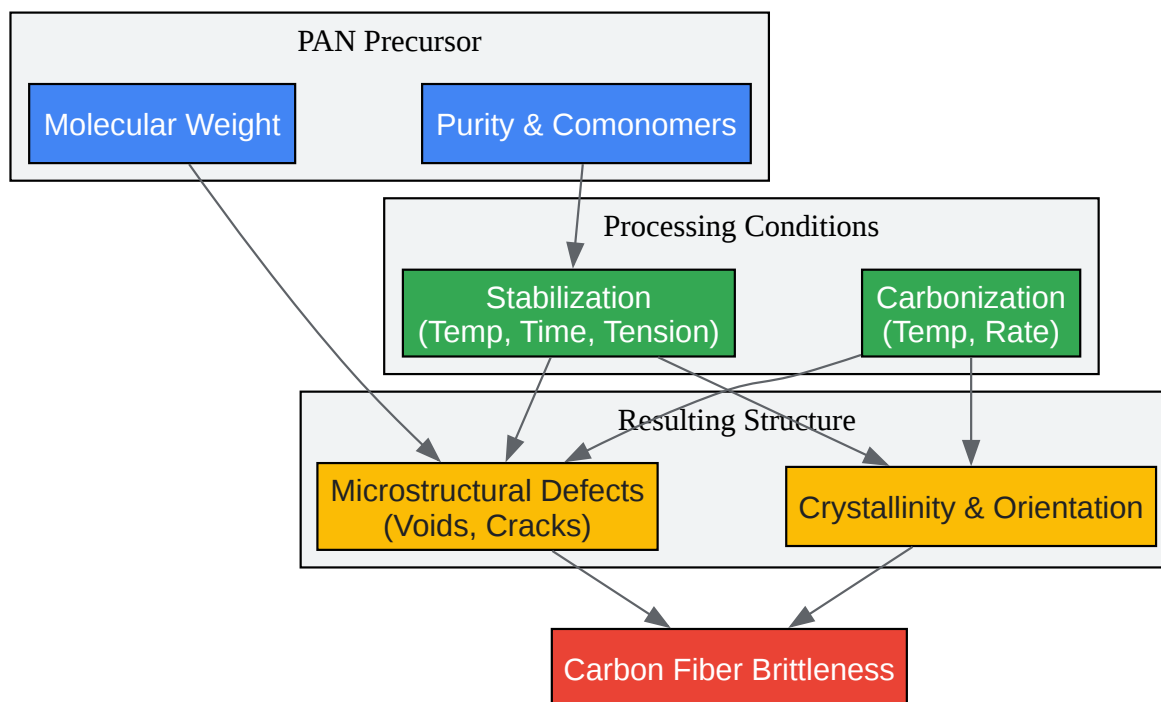 PAN Precursor
Molecular Weight
Purity & Comonomers
Processing Conditions
Stabilization
(Temp, Time, Tension)
Carbonization
(Temp, Rate)
Resulting Structure
Microstructural Defects
(Voids, Cracks)
Crystallinity & Orientation
Carbon Fiber Brittleness